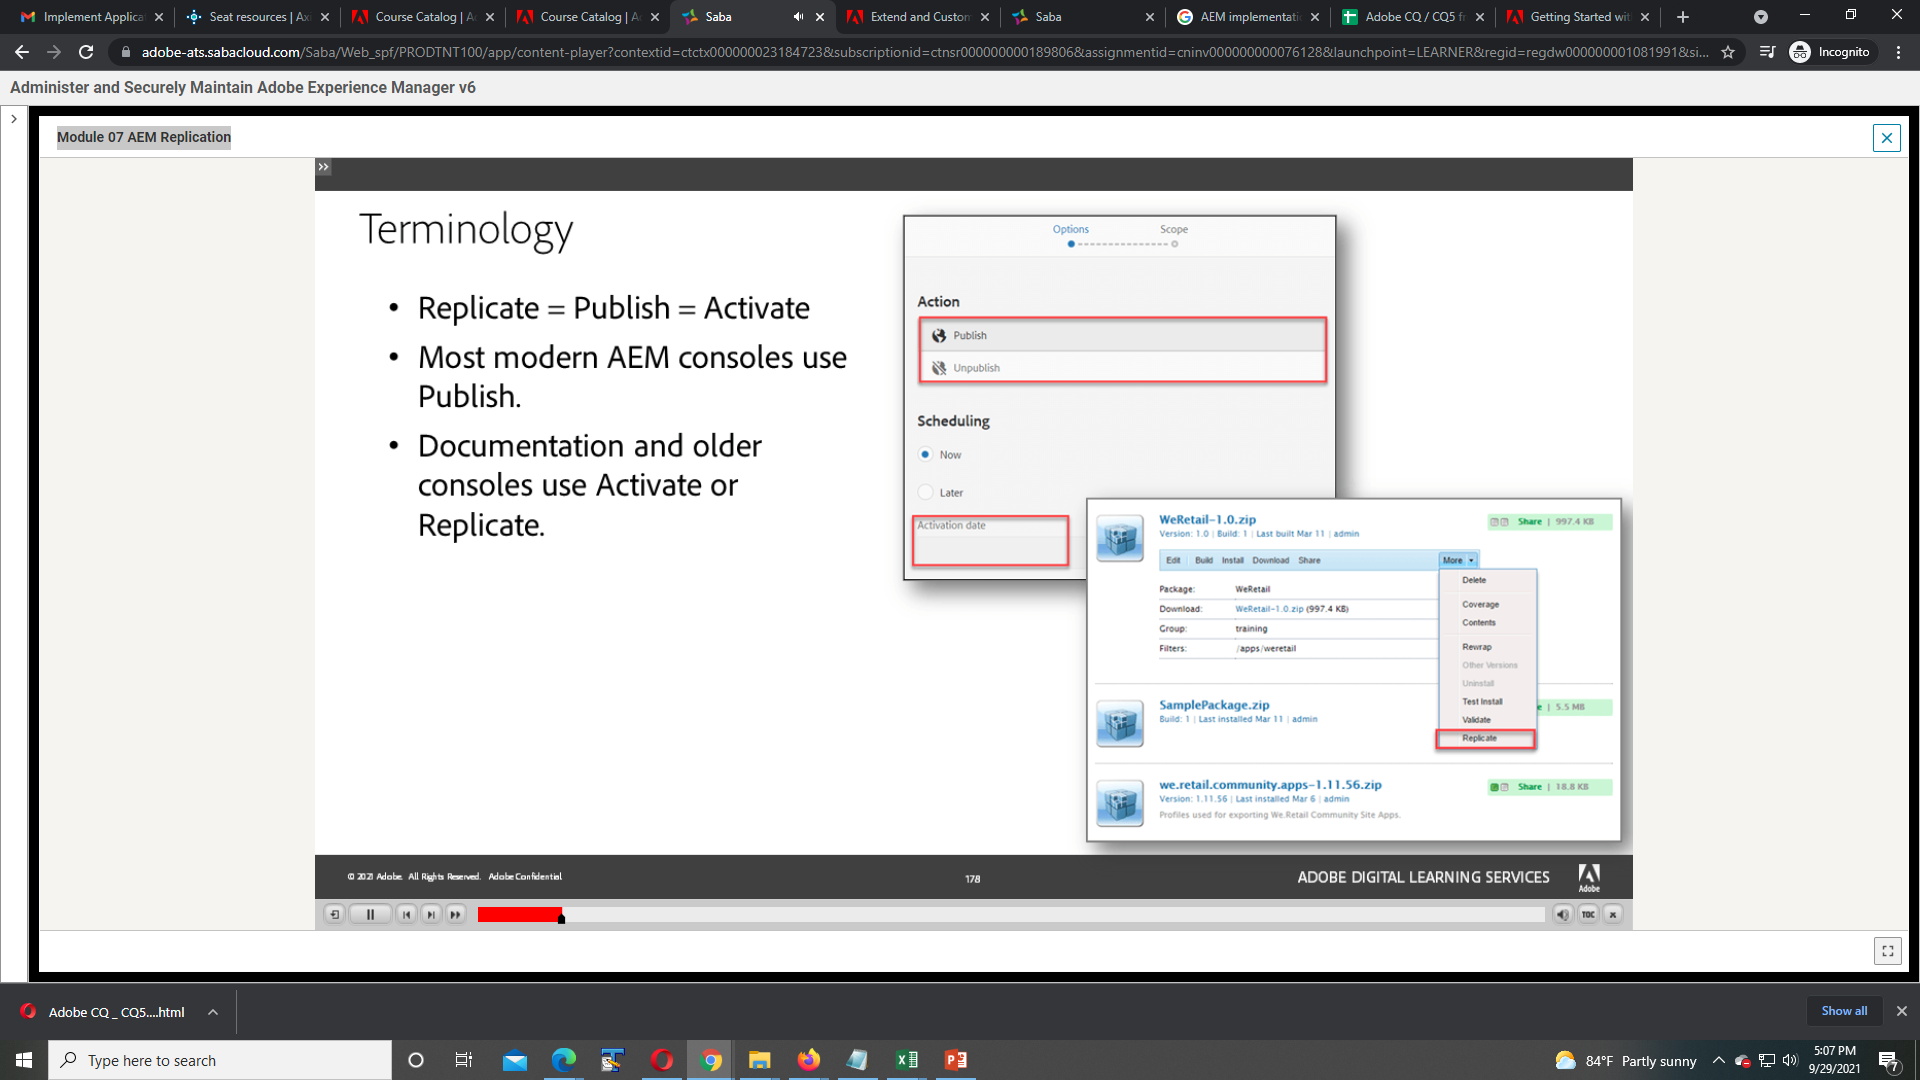 Implement Applica
Seat resources | Ax
Course Catalog | A
Course Catalog | A
Saba
Extend and Custom
Saba
AEM implementati
Adobe CQ / CQ5 fr
Getting Started wit
adobe-ats.sabacloud.com/Saba/Web_spf/PRODTNT100/app/content-player?contextid=ctctx000000023184723&subscriptionid=ctnsr0000000000189806&assignmentid=cninv000000000076128&launchpoint=LEARNER&regid=regdw000000001081991&si...
Incognito
Administer and Securely Maintain Adobe Experience Manager v6
Module 07 AEM Replication
Terminology
• Replicate = Publish = Activate
• Most modern AEM consoles use
Publish.
• Documentation and older
consoles use Activate or
Replicate.
Options Scope
Action
Publish
Unpublish
Scheduling
Now
Later
Activation date
WeRetail-1.0.zip
Share | 997.4 KB
Version: 1.0 | Build: 1 | Last built Mar 11 | admin
Edit Build Install Download Share More
Package: WeRetail
Download: WeRetail-1.0.zip (997.4 KB)
Group: training
Filters: /apps/weretail
Delete
Coverage
Contents
Rewrap
Other Versions
Uninstall
Test Install
Validate
Replicate
SamplePackage.zip
e | 5.5 MB
Build: 1 | Last installed Mar 11 | admin
we.retail.community.apps-1.11.56.zip
Share | 18.8 KB
Version: 1.11.56 | Last installed Mar 6 | admin
Profiles used for exporting We.Retail Community Site Apps.
© 2021 Adobe. All Rights Reserved. Adobe Confidential
178
ADOBE DIGITAL LEARNING SERVICES
Adobe
TOC
Adobe CQ _ CQ5....html
Show all
Type here to search
84°F Partly sunny
5:07 PM
9/29/2021
7